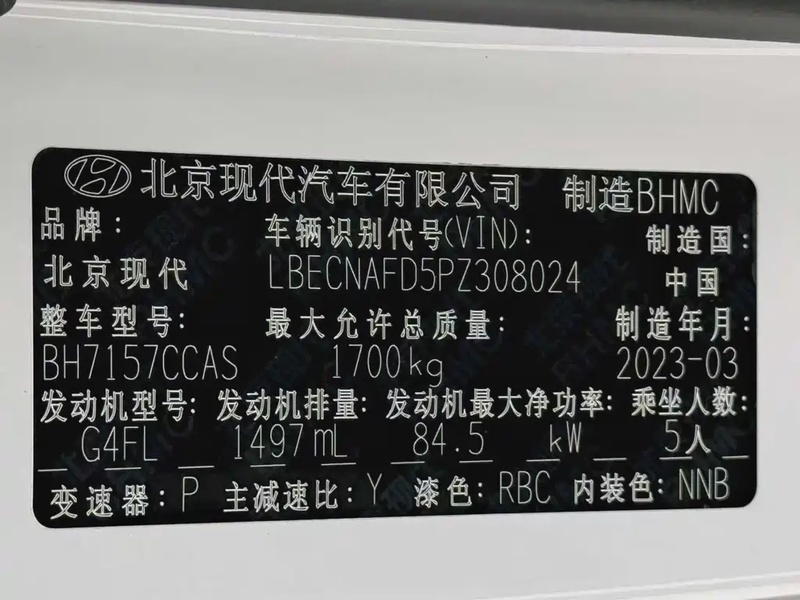 北京现代汽车有限公司 制造BHMC
品牌: 车辆识别代号(VIN): 制造国:
北京现代 LBECNAFD5PZ308024 中国
整车型号: 最大允许总质量: 制造年月:
BH7157CCAS 1700kg 2023-03
发动机型号: 发动机排量: 发动机最大净功率: 乘坐人数:
G4FL 1497mL 84.5 kW 5人
变速器: P 主减速比: Y 漆色: RBC 内装色: NNB